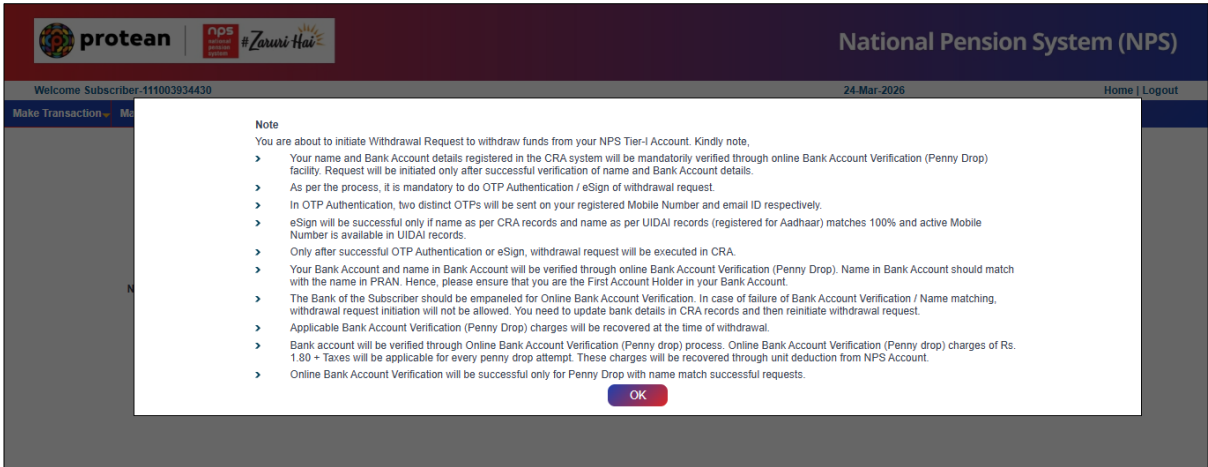 protean
nps
national
pension
system
#Zaruri Hai
National Pension System (NPS)
Welcome Subscriber-111003934430
24-Mar-2026
Home | Logout
Make Transaction
Ma
Note
You are about to initiate Withdrawal Request to withdraw funds from your NPS Tier-I Account. Kindly note,
Your name and Bank Account details registered in the CRA system will be mandatorily verified through online Bank Account Verification (Penny Drop)
facility. Request will be initiated only after successful verification of name and Bank Account details.
As per the process, it is mandatory to do OTP Authentication / eSign of withdrawal request.
In OTP Authentication, two distinct OTPs will be sent on your registered Mobile Number and email ID respectively.
eSign will be successful only if name as per CRA records and name as per UIDAI records (registered for Aadhaar) matches 100% and active Mobile
Number is available in UIDAI records.
Only after successful OTP Authentication or eSign, withdrawal request will be executed in CRA.
Your Bank Account and name in Bank Account will be verified through online Bank Account Verification (Penny Drop). Name in Bank Account should match
with the name in PRAN. Hence, please ensure that you are the First Account Holder in your Bank Account.
N
The Bank of the Subscriber should be empaneled for Online Bank Account Verification. In case of failure of Bank Account Verification / Name matching,
withdrawal request initiation will not be allowed. You need to update bank details in CRA records and then reinitiate withdrawal request.
Applicable Bank Account Verification (Penny Drop) charges will be recovered at the time of withdrawal.
Bank account will be verified through Online Bank Account Verification (Penny drop) process. Online Bank Account Verification (Penny drop) charges of Rs.
1.80 + Taxes will be applicable for every penny drop attempt. These charges will be recovered through unit deduction from NPS Account.
Online Bank Account Verification will be successful only for Penny Drop with name match successful requests.
OK